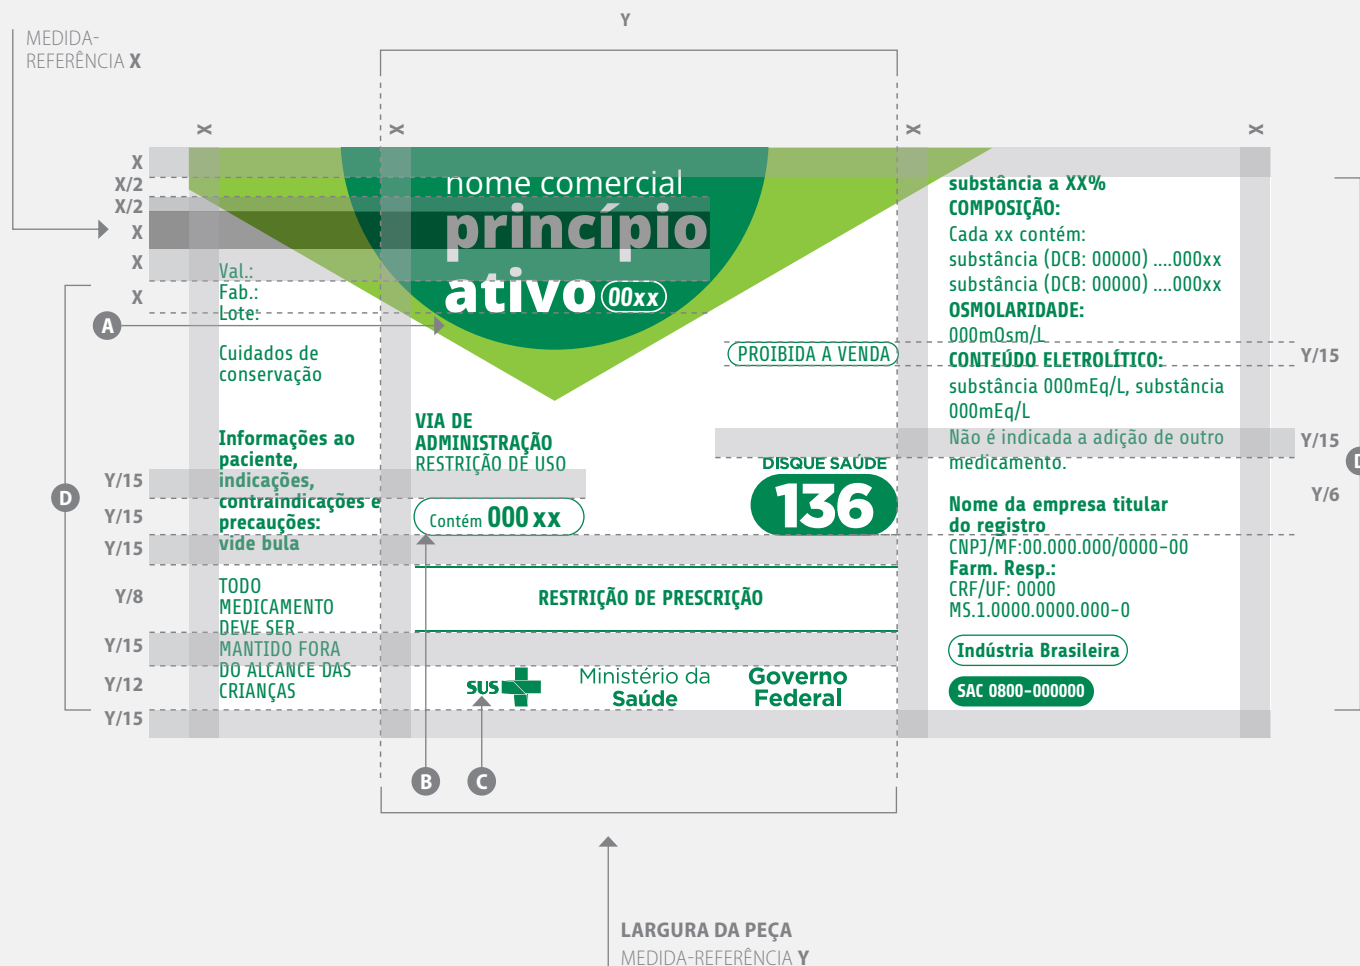 Y
MEDIDA-
REFERÊNCIA X
X
X
X
X
X
X/2
X/2
X
X
X
A
D
Y/15
Y/15
Y/15
Y/8
Y/15
Y/12
Y/15
Val.:
Fab.:
Lote:
Cuidados de
conservação
Informações ao
paciente,
indicações,
contraindicações e
precauções:
vide bula
TODO
MEDICAMENTO
DEVE SER
MANTIDO FORA
DO ALCANCE DAS
CRIANÇAS
nome comercial
princípio
ativo 00xx
PROIBIDA A VENDA
VIA DE
ADMINISTRAÇÃO
RESTRIÇÃO DE USO
Contém 000 xx
DISQUE SAÚDE
136
RESTRIÇÃO DE PRESCRIÇÃO
SUS
Ministério da
Saúde
Governo
Federal
substância a XX%
COMPOSIÇÃO:
Cada xx contém:
substância (DCB: 00000) ....000xx
substância (DCB: 00000) ....000xx
OSMOLARIDADE:
000mOsm/L
CONTEÚDO ELETROLÍTICO:
substância 000mEq/L, substância
000mEq/L
Não é indicada a adição de outro
medicamento.
Nome da empresa titular
do registro
CNPJ/MF:00.000.000/0000-00
Farm. Resp.:
CRF/UF: 0000
MS.1.0000.0000.000-0
Indústria Brasileira
SAC 0800-000000
Y/15
Y/15
Y/6
B
C
LARGURA DA PEÇA
MEDIDA-REFERÊNCIA Y